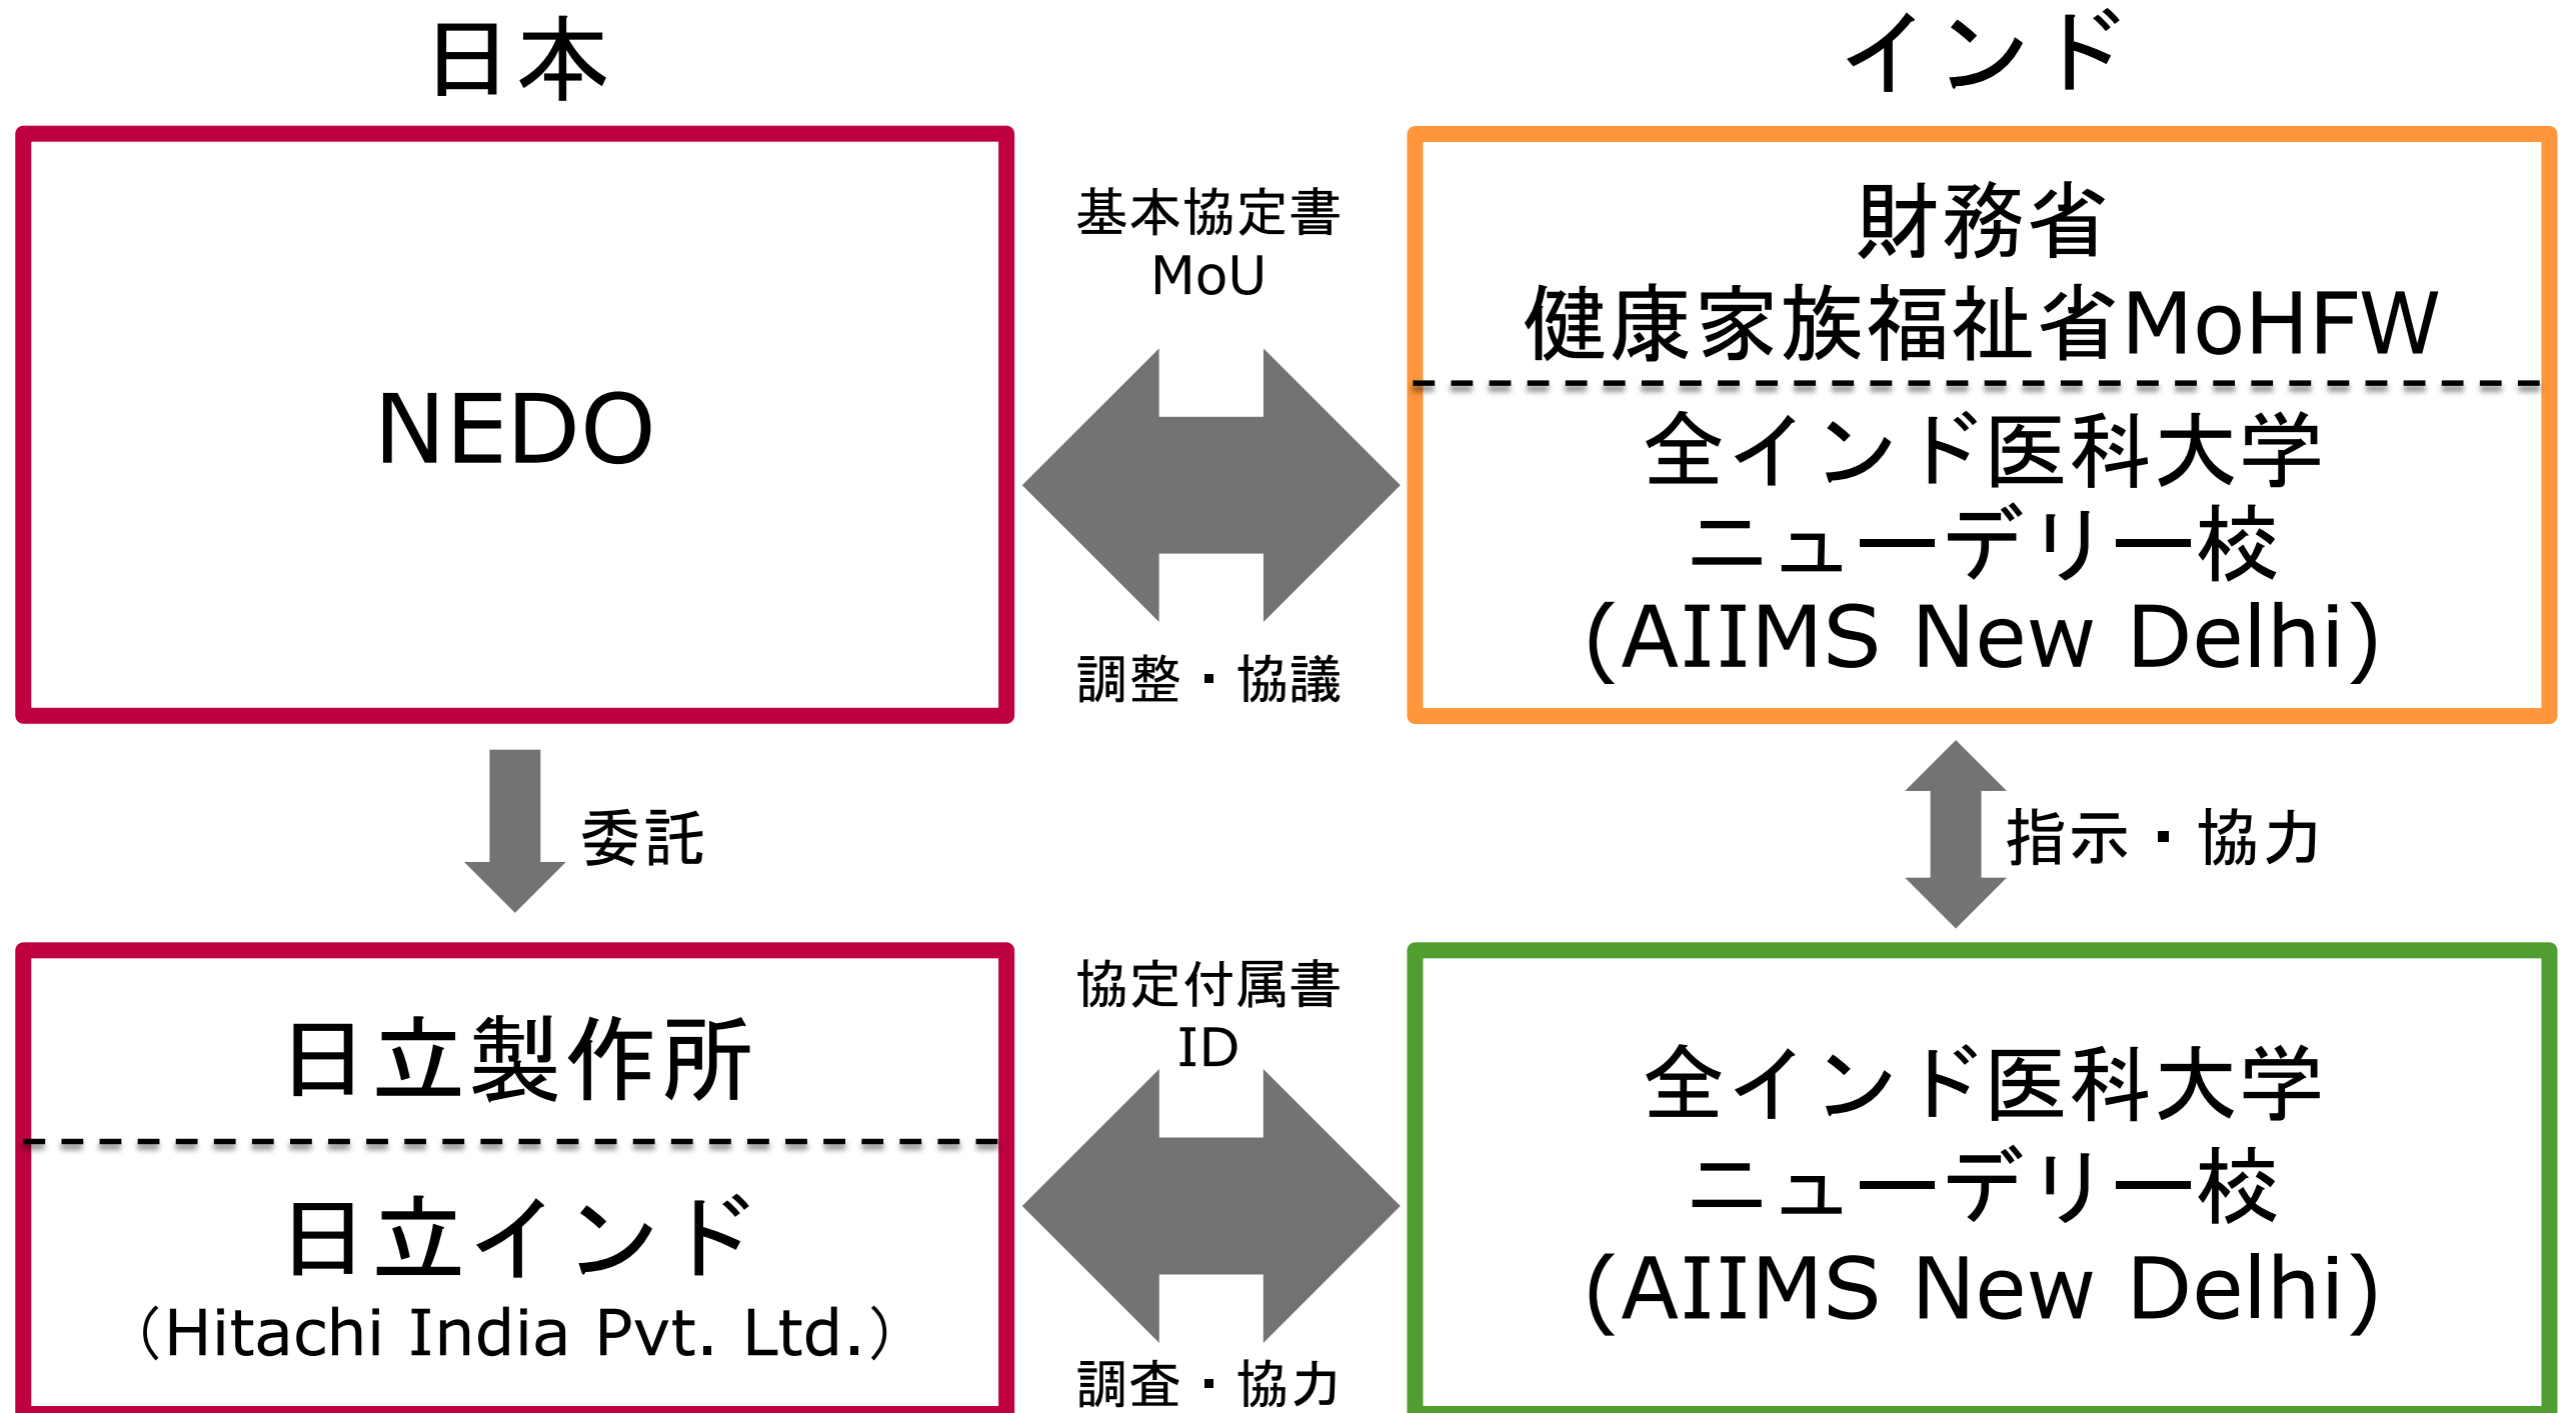 日本
インド
NEDO
基本協定書
MoU
調整・協議
財務省
健康家族福祉省MoHFW
全インド医科大学
ニューデリー校
(AIIMS New Delhi)
委託
指示・協力
日立製作所
日立インド
（Hitachi India Pvt. Ltd.）
協定付属書
ID
調査・協力
全インド医科大学
ニューデリー校
(AIIMS New Delhi)